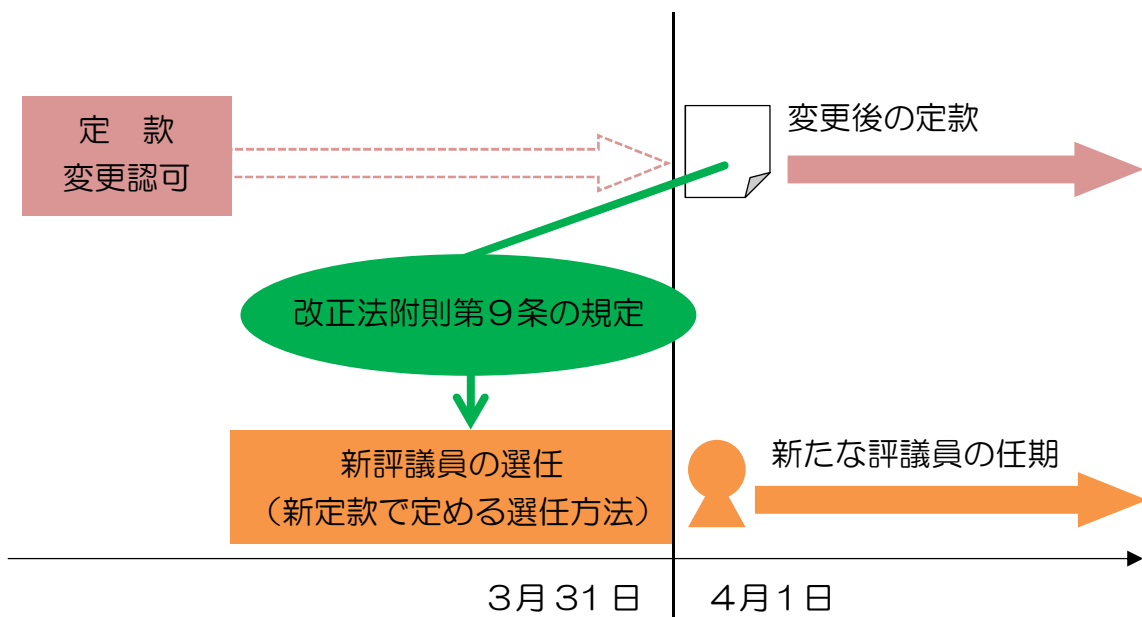 定　款
変更認可
変更後の定款
改正法附則第９条の規定
新評議員の選任
（新定款で定める選任方法）
新たな評議員の任期
３月31日
４月１日